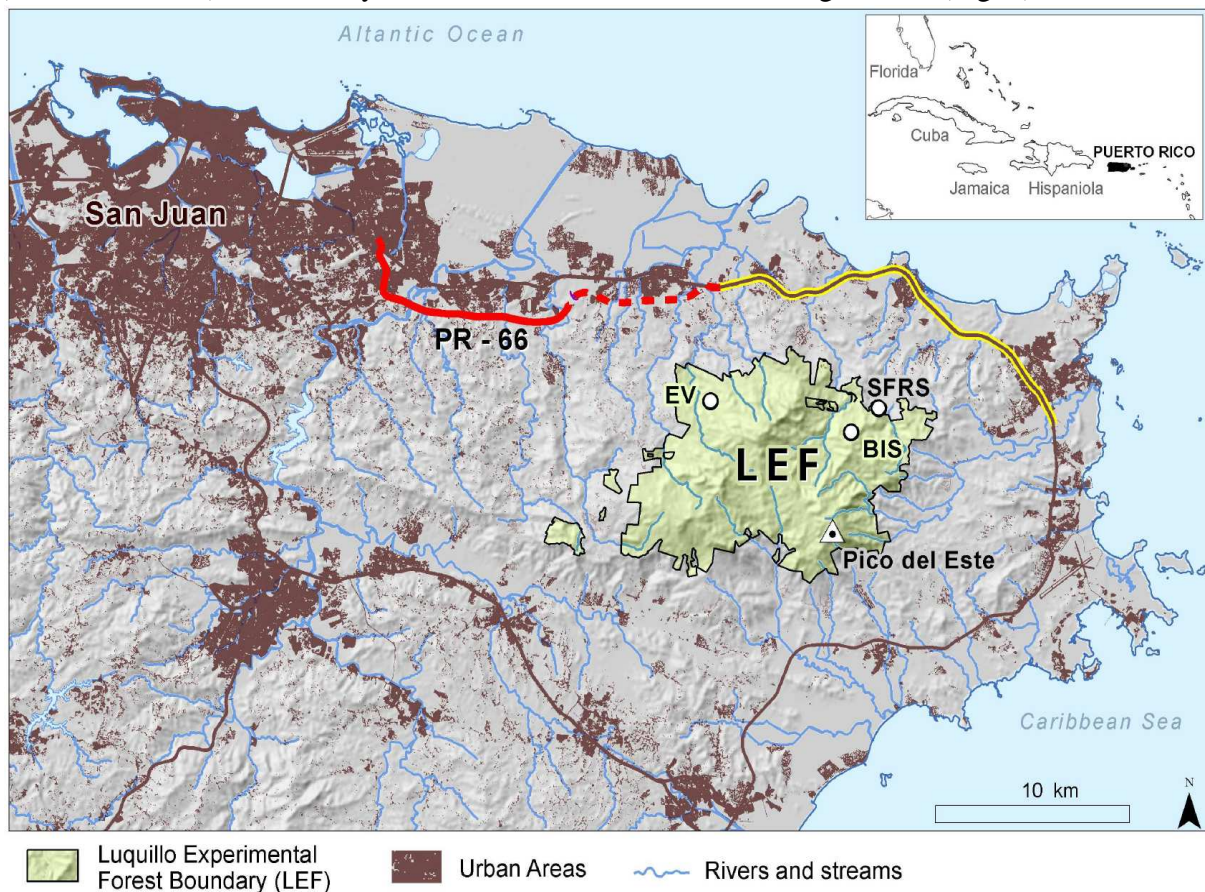 Altantic Ocean
Florida
Cuba
PUERTO RICO
Jamaica
Hispaniola
San Juan
PR - 66
EV
SFRS
BIS
LEF
Pico del Este
Caribbean Sea
10 km
N
Luquillo Experimental
Forest Boundary (LEF)
Urban Areas
Rivers and streams